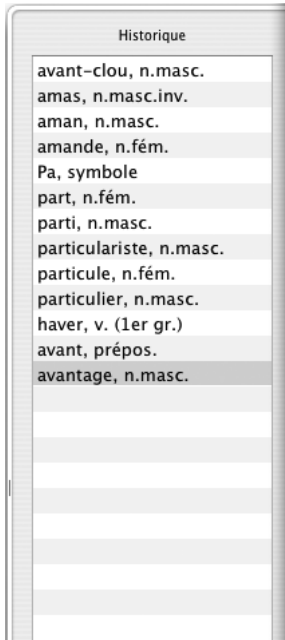 Historique
avant-clou, n.masc.
amas, n.masc.inv.
aman, n.masc.
amande, n.fém.
Pa, symbole
part, n.fém.
parti, n.masc.
particulariste, n.masc.
particule, n.fém.
particulier, n.masc.
haver, v. (1er gr.)
avant, prépos.
avantage, n.masc.